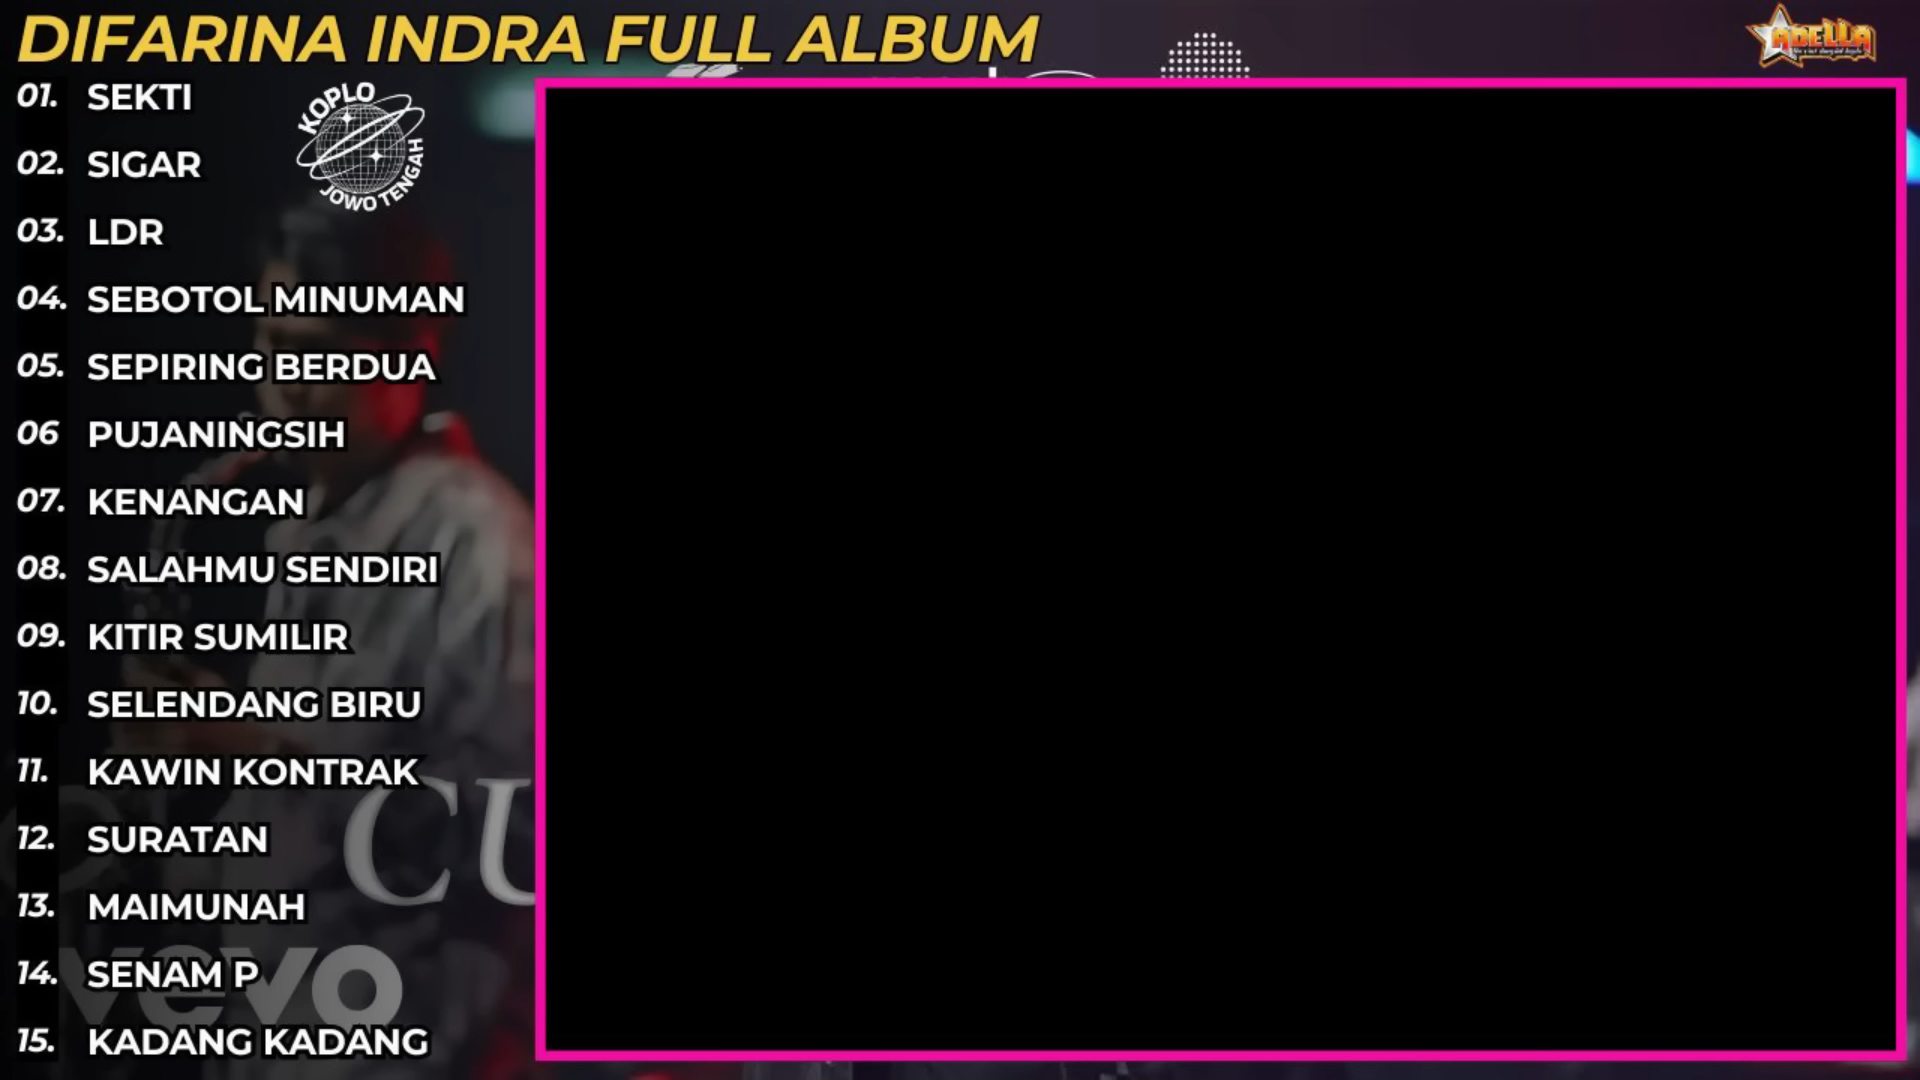 DIFARINA INDRA FULL ALBUM
ADELLA
01. SEKTI
KOPLO
JOWO TENGAH
02. SIGAR
03. LDR
04. SEBOTOL MINUMAN
05. SEPIRING BERDUA
06 PUJANINGSIH
07. KENANGAN
08. SALAHMU SENDIRI
09. KITIR SUMILIR
10. SELENDANG BIRU
11. KAWIN KONTRAK
CU
12. SURATAN
13. MAIMUNAH
vevo
14. SENAM P
15. KADANG KADANG